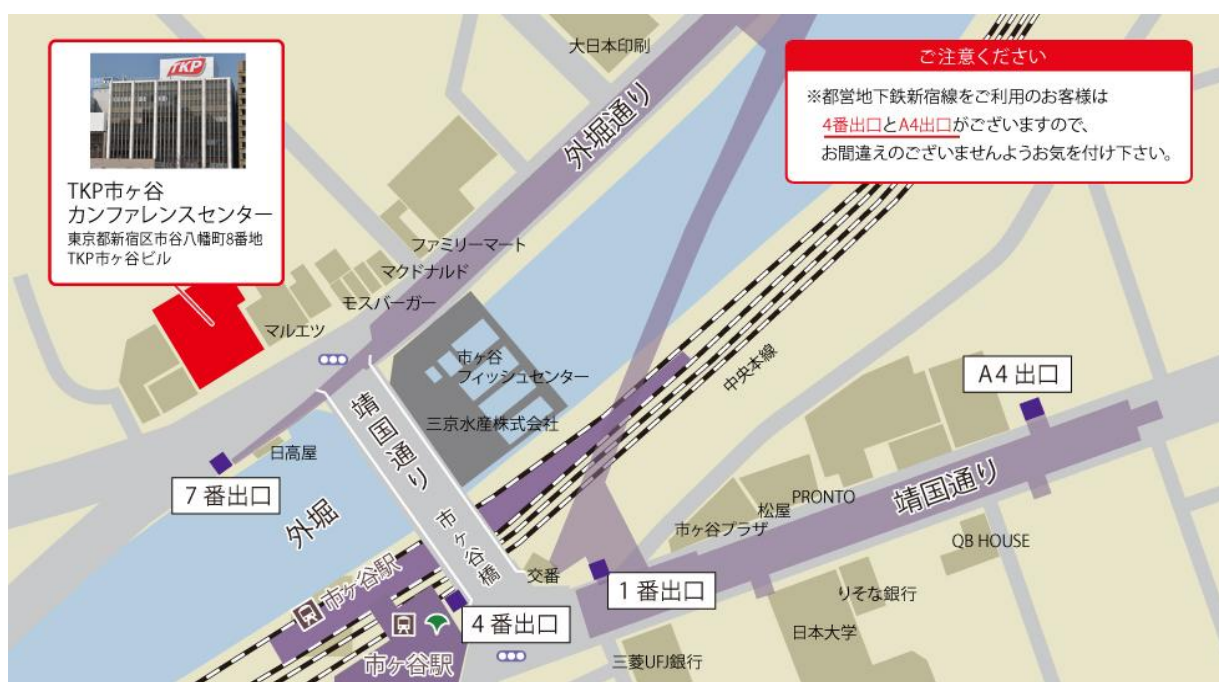 TKP
TKP市ヶ谷
カンファレンスセンター
東京都新宿区市谷八幡町8番地
TKP市ヶ谷ビル
大日本印刷
外堀通り
ご注意ください
※都営地下鉄新宿線をご利用のお客様は
4番出口とA4出口がございますので、
お間違えのございませんようお気を付け下さい。
ファミリーマート
マクドナルド
モスバーガー
マルエツ
市ヶ谷
フィッシュセンター
三京水産株式会社
中央本線
A4出口
靖国通り
日高屋
7番出口
外堀
市ヶ谷橋
PRONTO
松屋
市ヶ谷プラザ
靖国通り
QB HOUSE
交番
1番出口
りそな銀行
日本大学
市ヶ谷駅
4番出口
市ヶ谷駅
三菱UFJ銀行